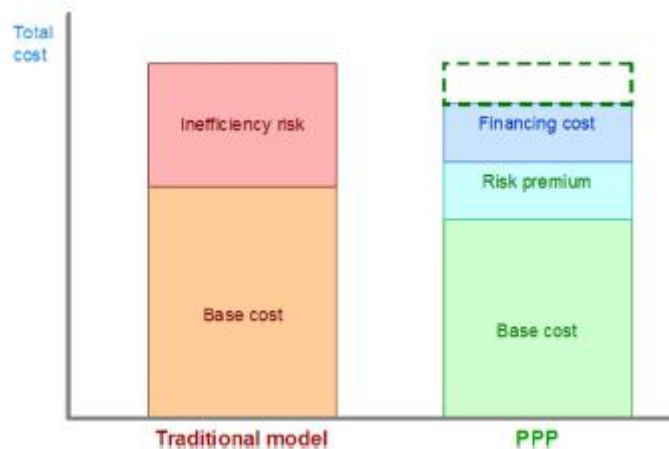 Total
cost
Inefficiency risk
Financing cost
Risk premium
Base cost
Base cost
Traditional model
PPP